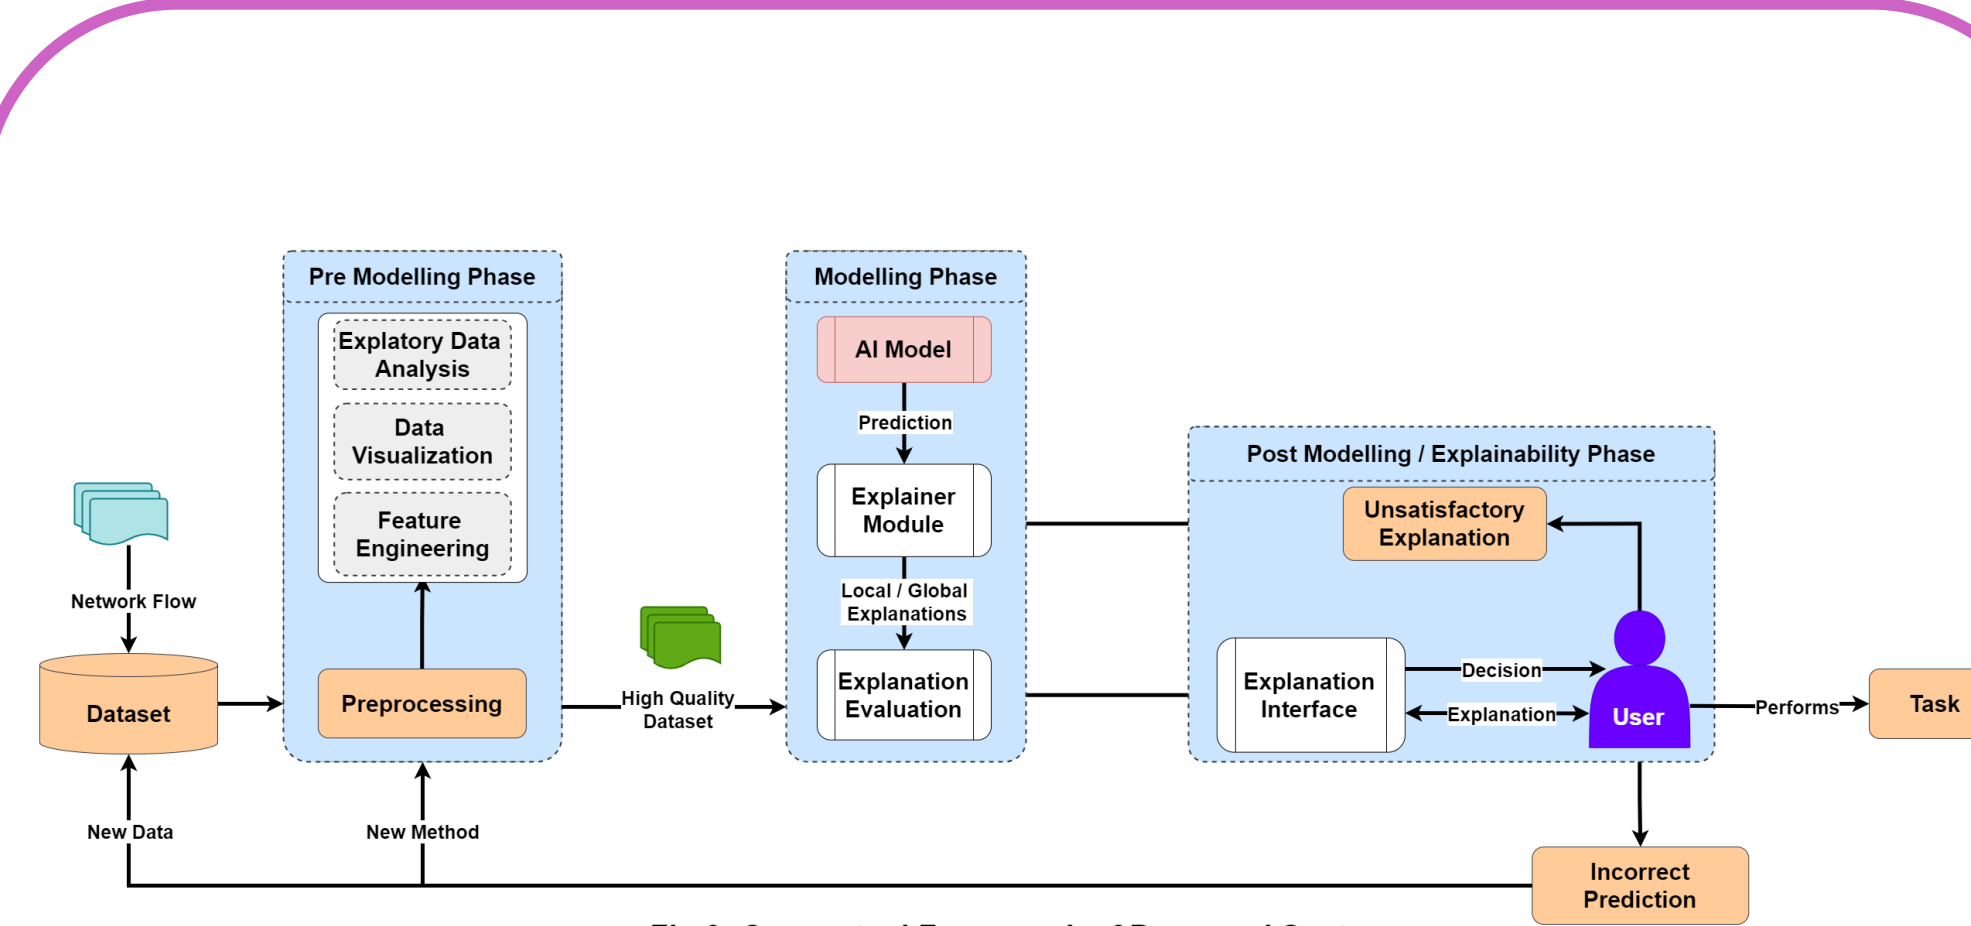 Pre Modelling Phase
Explatory Data
Analysis
Data
Visualization
Feature
Engineering
Preprocessing
Network Flow
Dataset
New Data
New Method
High Quality
Dataset
Modelling Phase
AI Model
Prediction
Explainer
Module
Local / Global
Explanations
Explanation
Evaluation
Post Modelling / Explainability Phase
Unsatisfactory
Explanation
Explanation
Interface
Decision
Explanation
User
Performs
Task
Incorrect
Prediction